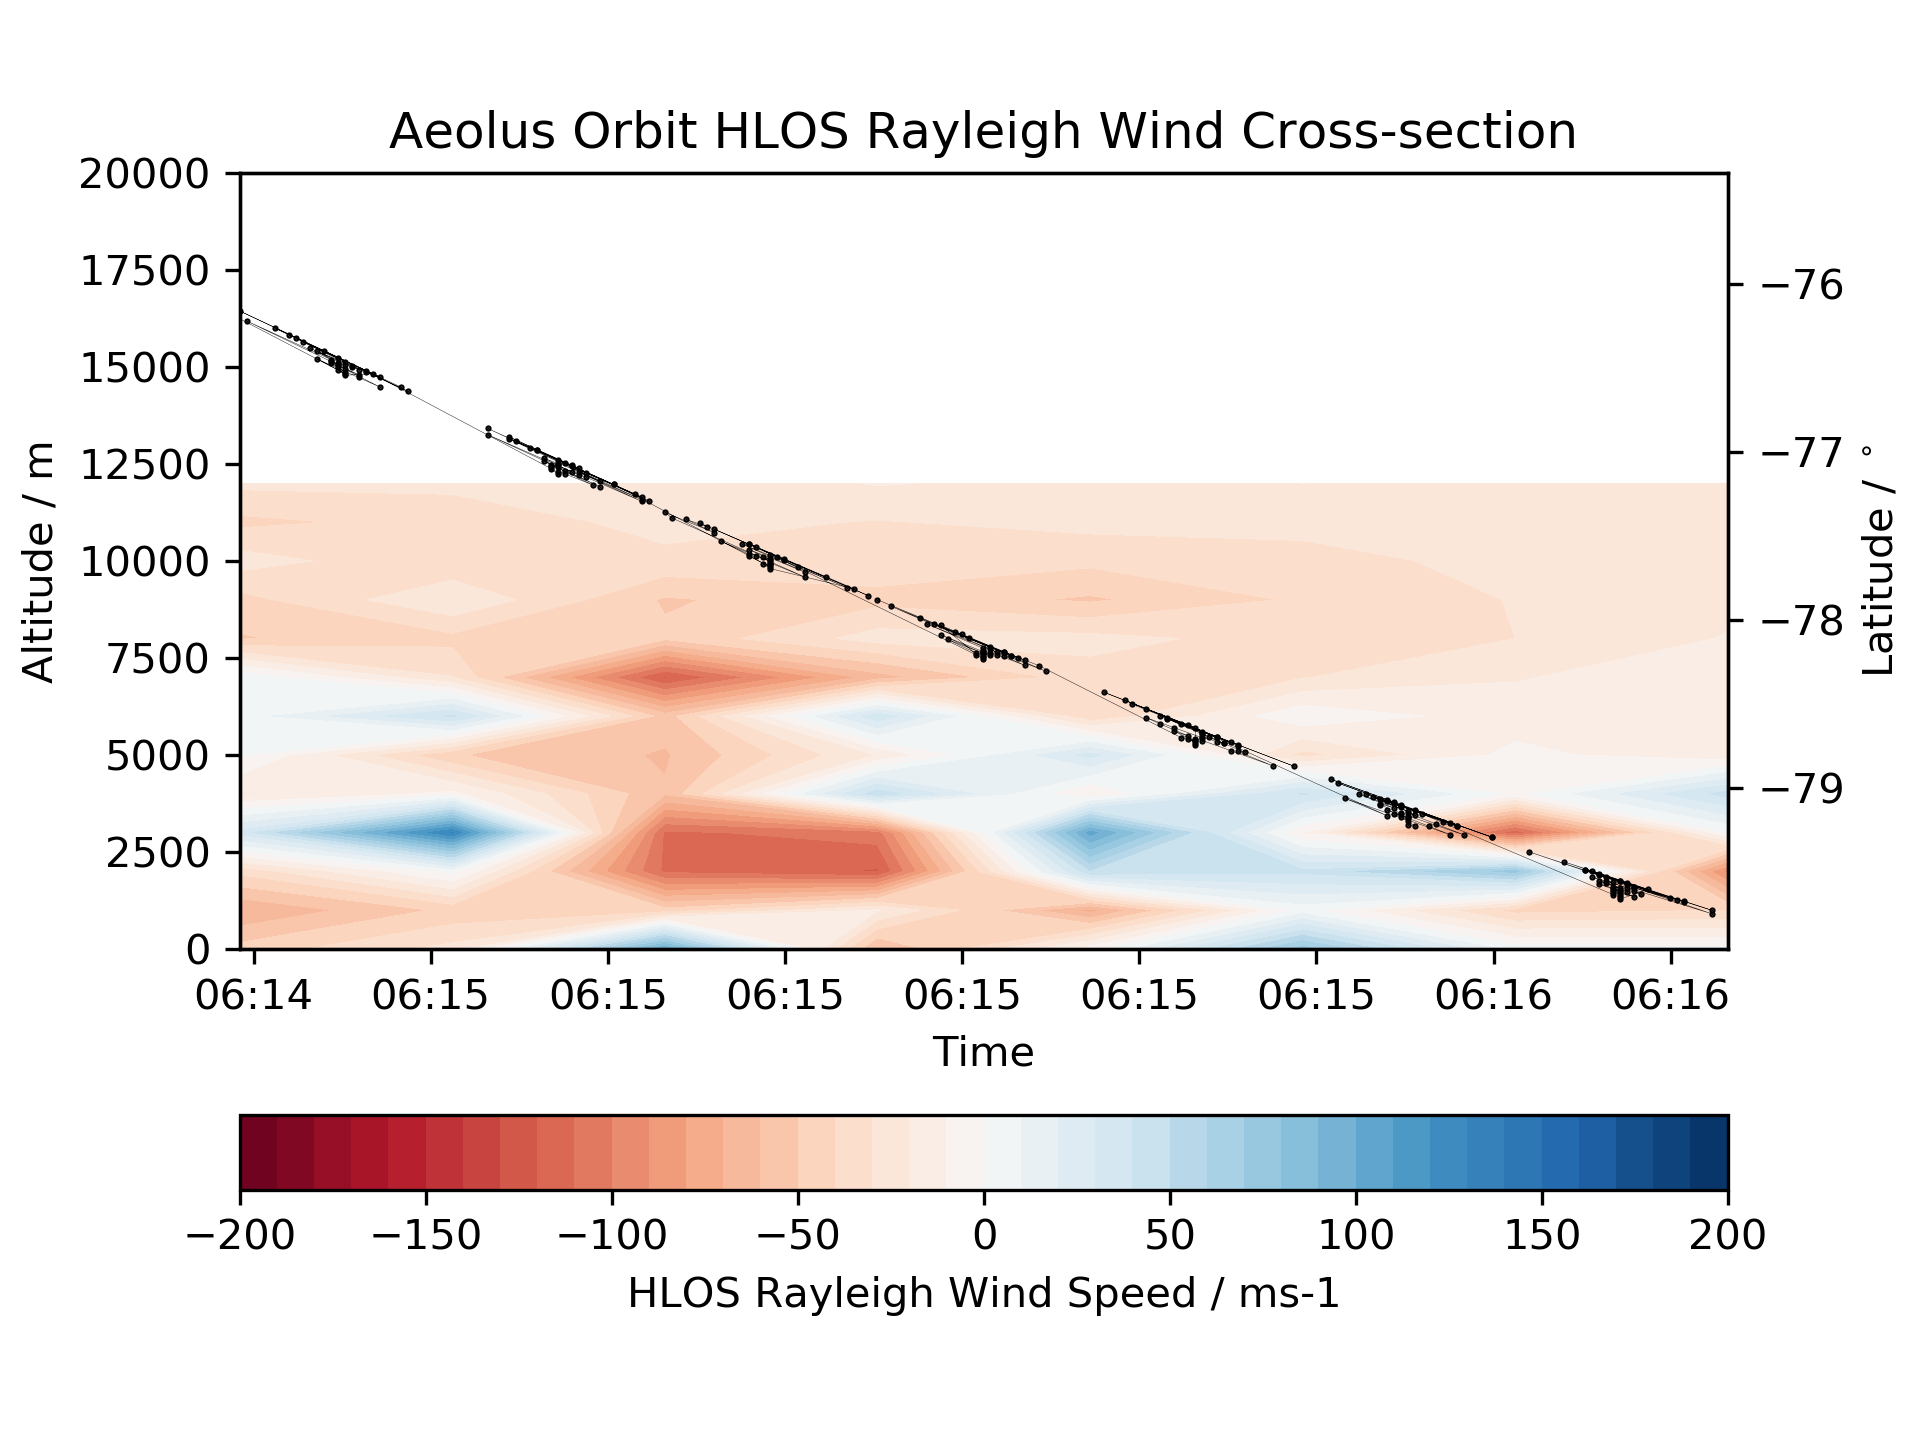 Aeolus Orbit HLOS Rayleigh Wind Cross-section
20000
17500
15000
12500
10000
7500
5000
2500
0
Altitude / m
−76
−77
−78
−79
Latitude / °
06:14 06:15 06:15 06:15 06:15 06:15 06:15 06:16 06:16
Time
−200 −150 −100 −50 0 50 100 150 200
HLOS Rayleigh Wind Speed / ms-1